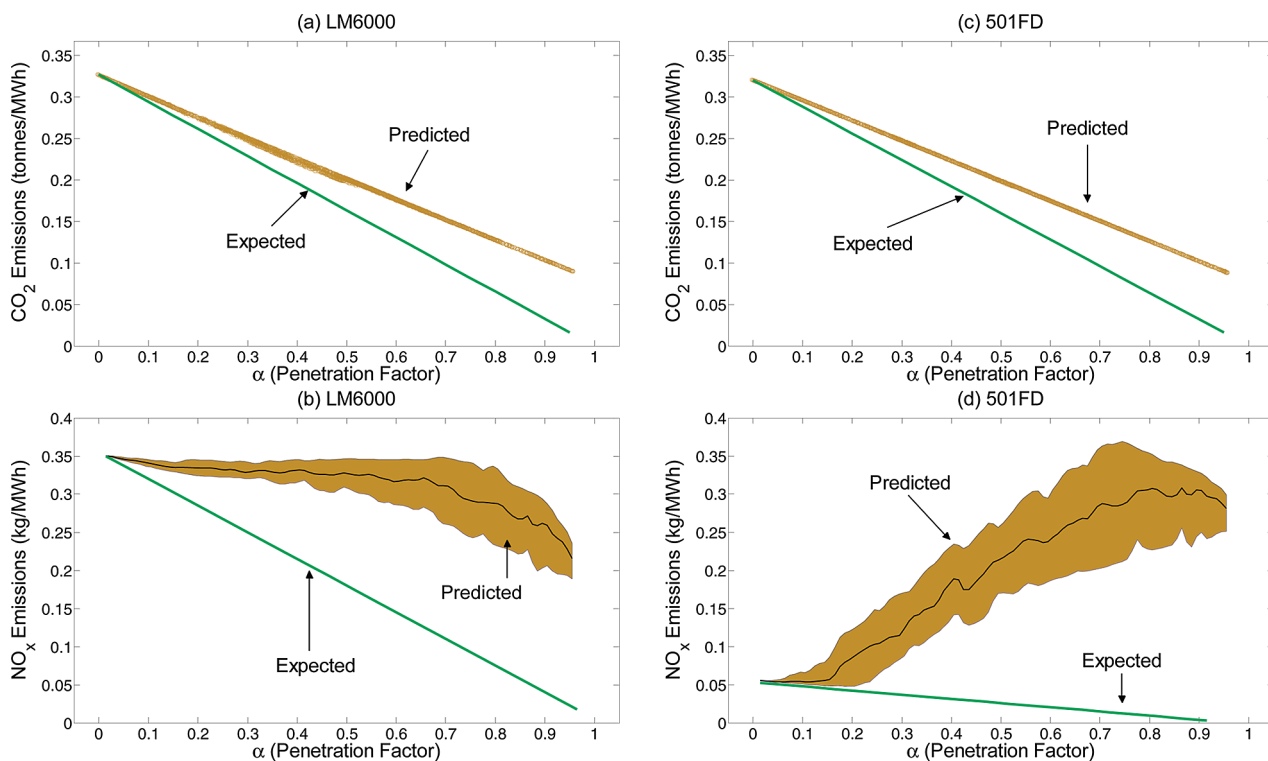 (a) LM6000
CO2 Emissions (tonnes/MWh)
0.35
0.3
0.25
0.2
0.15
0.1
0.05
0
Predicted
Expected
0 0.1 0.2 0.3 0.4 0.5 0.6 0.7 0.8 0.9 1
α (Penetration Factor)
(b) LM6000
NOx Emissions (kg/MWh)
0.4
0.35
0.3
0.25
0.2
0.15
0.1
0.05
0
Predicted
Expected
0 0.1 0.2 0.3 0.4 0.5 0.6 0.7 0.8 0.9 1
α (Penetration Factor)
(c) 501FD
CO2 Emissions (tonnes/MWh)
0.35
0.3
0.25
0.2
0.15
0.1
0.05
0
Predicted
Expected
0 0.1 0.2 0.3 0.4 0.5 0.6 0.7 0.8 0.9 1
α (Penetration Factor)
(d) 501FD
NOx Emissions (kg/MWh)
0.4
0.35
0.3
0.25
0.2
0.15
0.1
0.05
0
Predicted
Expected
0 0.1 0.2 0.3 0.4 0.5 0.6 0.7 0.8 0.9 1
α (Penetration Factor)